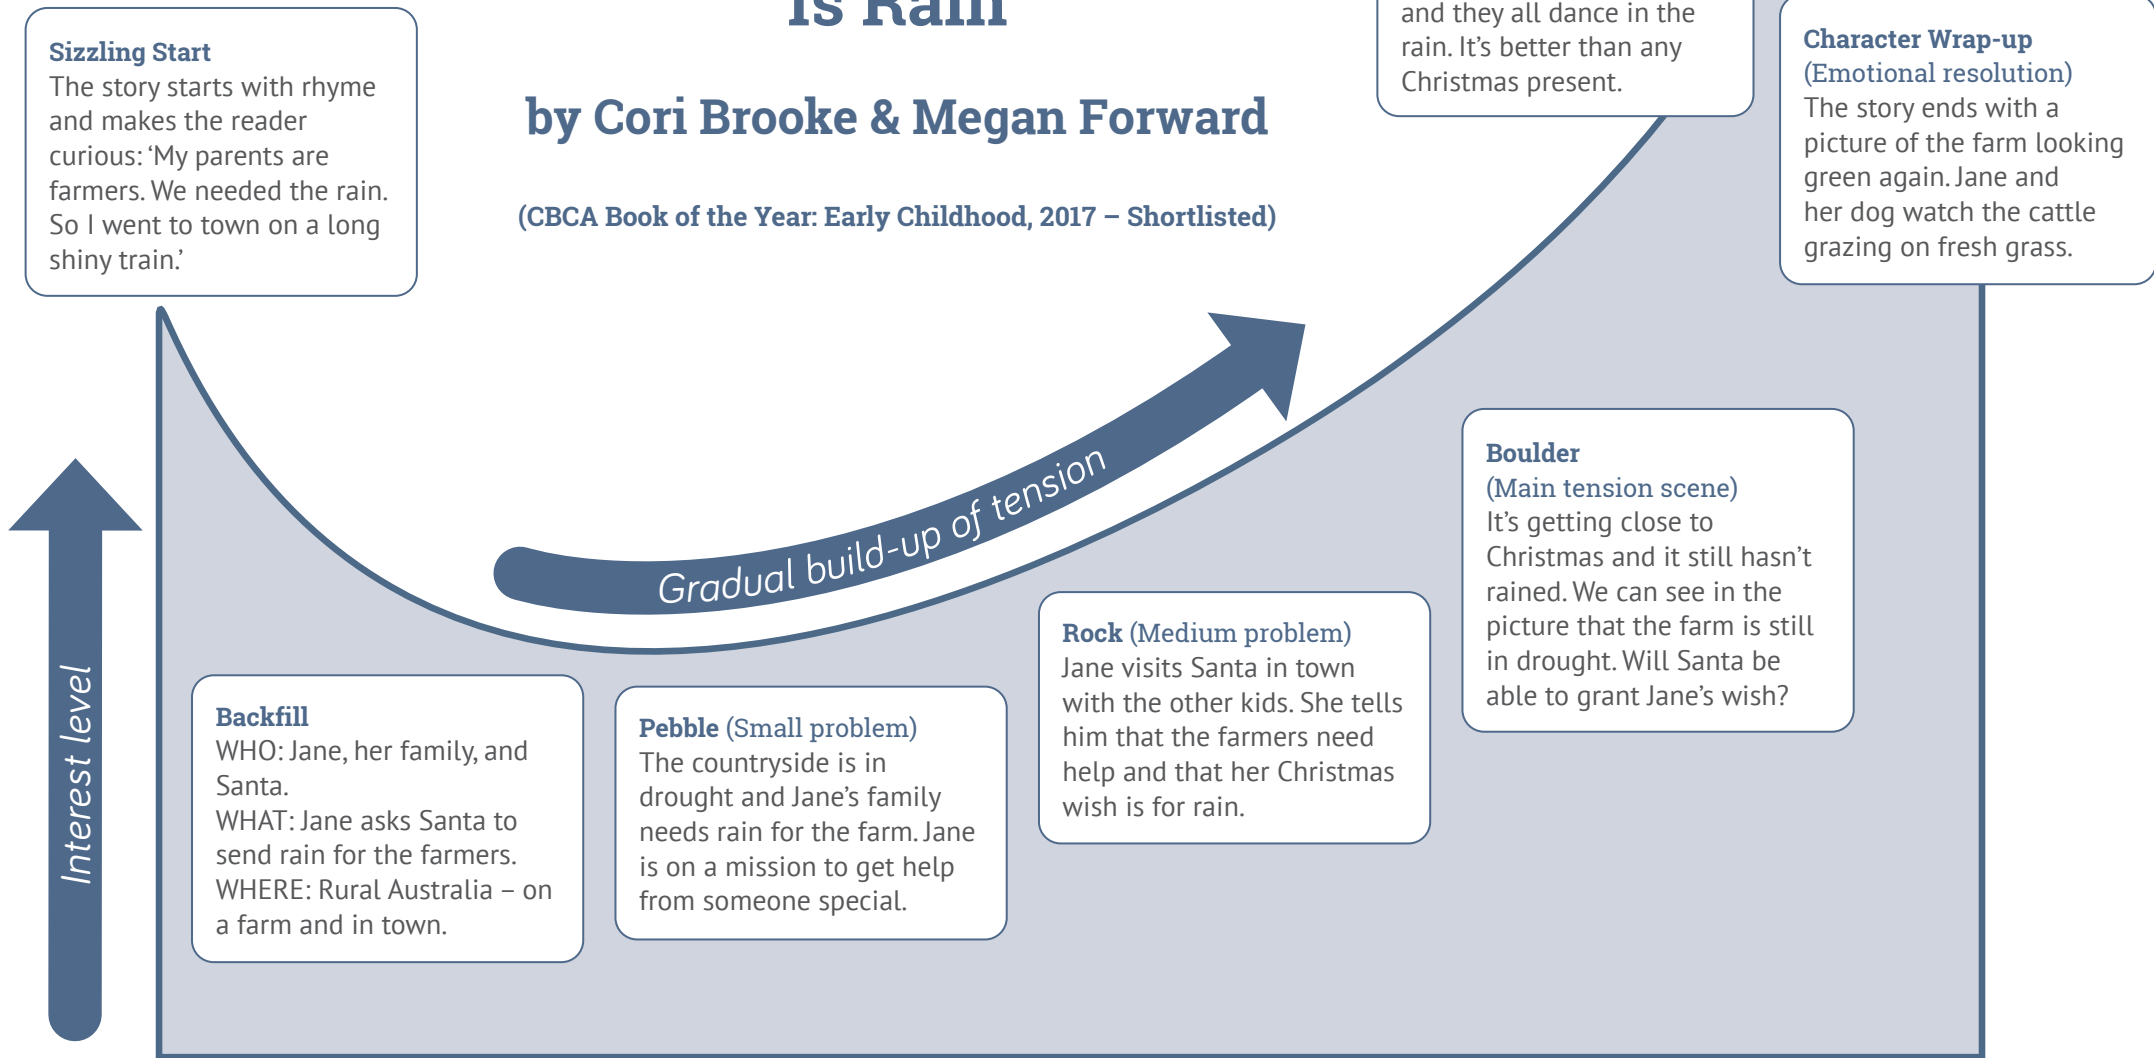 Is Rain
by Cori Brooke & Megan Forward
(CBCA Book of the Year: Early Childhood, 2017 – Shortlisted)
Sizzling Start
The story starts with rhyme
and makes the reader
curious: ‘My parents are
farmers. We needed the rain.
So I went to town on a long
shiny train.’
Backfill
WHO: Jane, her family, and
Santa.
WHAT: Jane asks Santa to
send rain for the farmers.
WHERE: Rural Australia – on
a farm and in town.
Pebble (Small problem)
The countryside is in
drought and Jane’s family
needs rain for the farm. Jane
is on a mission to get help
from someone special.
Rock (Medium problem)
Jane visits Santa in town
with the other kids. She tells
him that the farmers need
help and that her Christmas
wish is for rain.
Boulder
(Main tension scene)
It’s getting close to
Christmas and it still hasn’t
rained. We can see in the
picture that the farm is still
in drought. Will Santa be
able to grant Jane’s wish?
and they all dance in the
rain. It’s better than any
Christmas present.
Character Wrap-up
(Emotional resolution)
The story ends with a
picture of the farm looking
green again. Jane and
her dog watch the cattle
grazing on fresh grass.
Gradual build-up of tension
Interest level